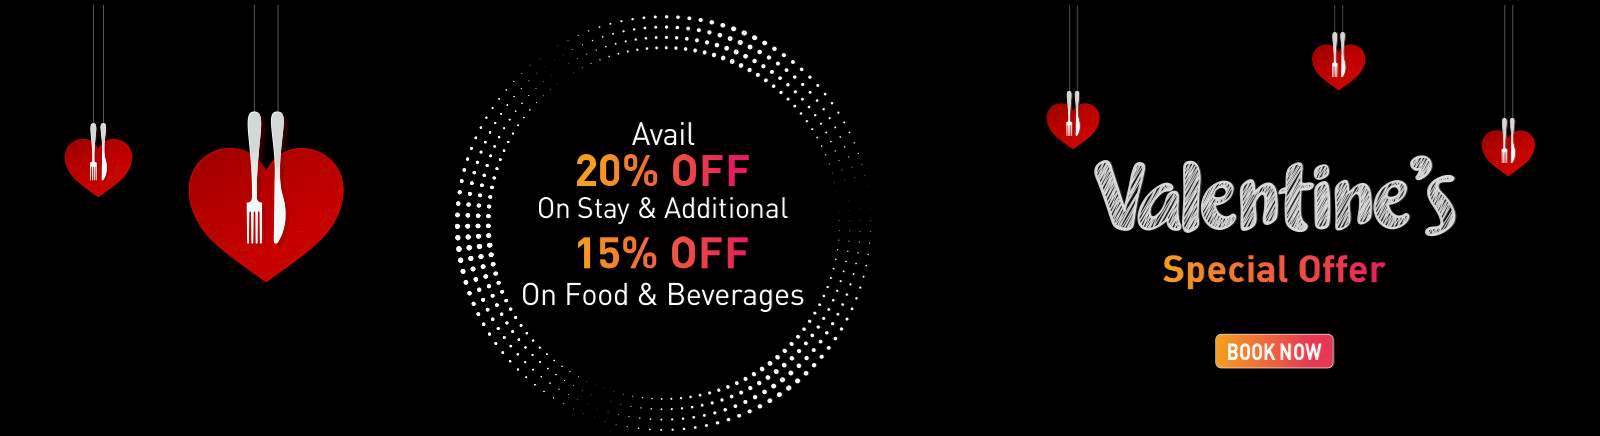 Avail
20% OFF
On Stay & Additional
15% OFF
On Food & Beverages
Valentine's
Special Offer
BOOK NOW